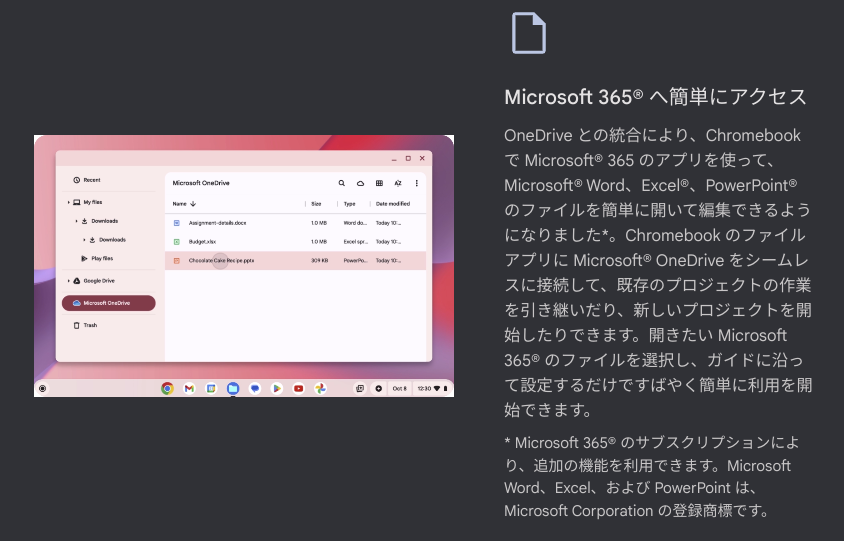 Microsoft 365® へ簡単にアクセス
OneDrive との統合により、Chromebook
で Microsoft® 365 のアプリを使って、
Microsoft® Word、Excel®、PowerPoint®
のファイルを簡単に開いて編集できるよう
になりました*。Chromebook のファイル
アプリに Microsoft® OneDrive をシームレ
スに接続して、既存のプロジェクトの作業
を引き継いだり、新しいプロジェクトを開
始したりできます。開きたい Microsoft
365® のファイルを選択し、ガイドに沿っ
て設定するだけですばやく簡単に利用を開
始できます。
* Microsoft 365® のサブスクリプションによ
り、追加の機能を利用できます。Microsoft
Word、Excel、および PowerPoint は、
Microsoft Corporation の登録商標です。
Recent
My files
Downloads
Downloads
Play files
Google Drive
Microsoft OneDrive
Trash
Microsoft OneDrive
Name Size Type Date modified
Assignment-details.docx 1.0 MB Word do... Today 10:...
Budget.xlsx 1.0 MB Excel spr... Today 10:...
Chocolate Cake Recipe.pptx 309 KB PowerPo... Today 10:...
Oct 8 12:30